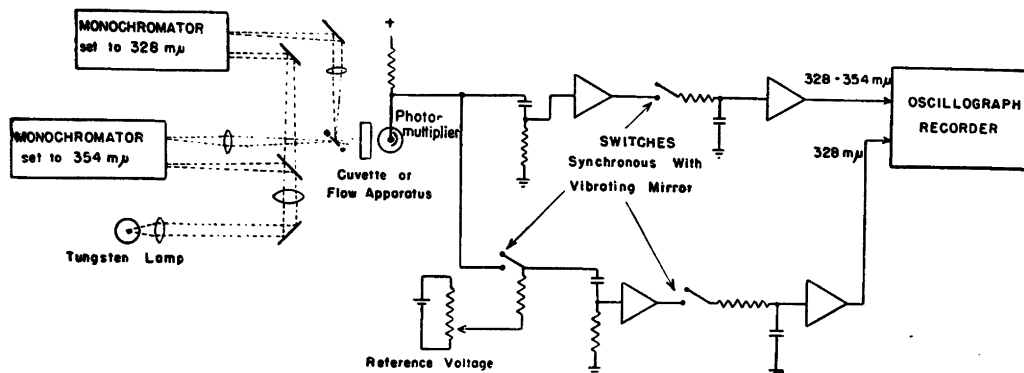 MONOCHROMATOR
set to 328 mμ
MONOCHROMATOR
set to 354 mμ
Tungsten Lamp
+
Photo-
multiplier
Cuvette or
Flow Apparatus
SWITCHES
Synchronous With
Vibrating Mirror
Reference Voltage
328-354 mμ
328 mμ
OSCILLOGRAPH
RECORDER